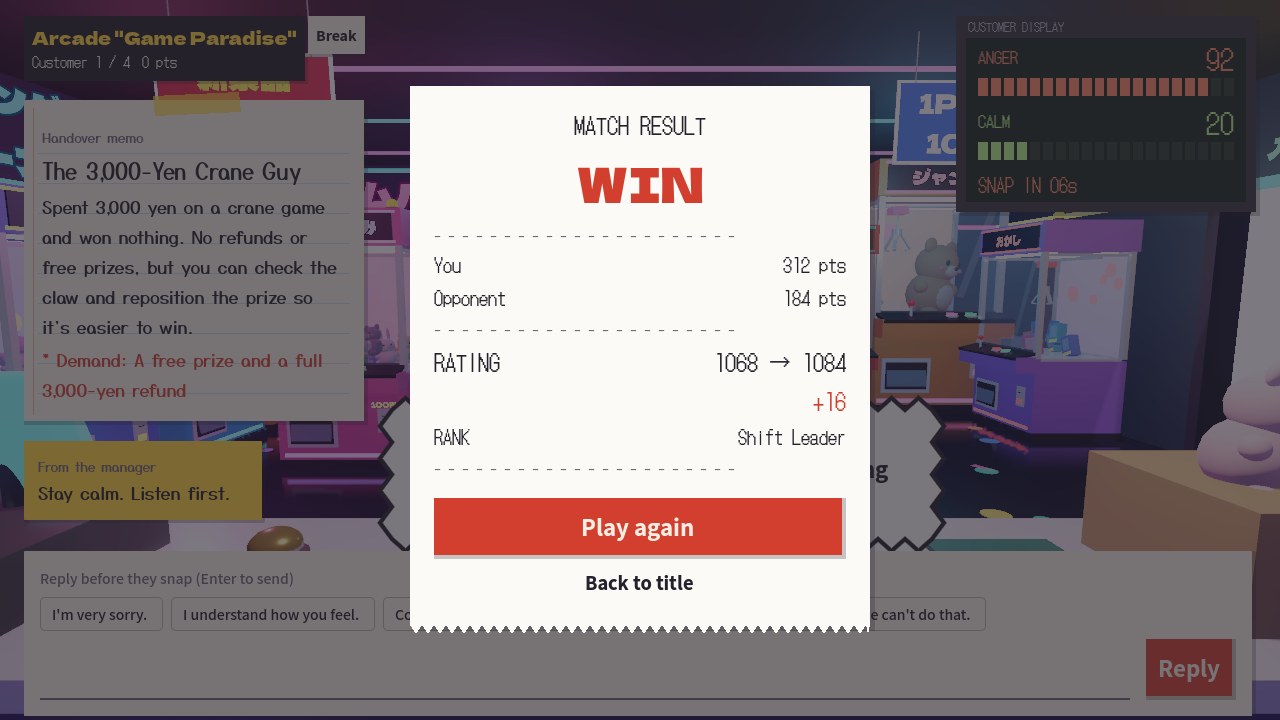 Arcade "Game Paradise"
Customer 1 / 4 0 pts
Break
Handover memo
The 3,000-Yen Crane Guy
Spent 3,000 yen on a crane game
and won nothing. No refunds or
free prizes, but you can check the
claw and reposition the prize so
it's easier to win.
* Demand: A free prize and a full
3,000-yen refund
From the manager
Stay calm. Listen first.
MATCH RESULT
WIN
You 312 pts
Opponent 184 pts
RATING 1068 → 1084
+16
RANK Shift Leader
Play again
Back to title
CUSTOMER DISPLAY
ANGER 92
CALM 20
SNAP IN 06s
1P
おかし
Reply before they snap (Enter to send)
I'm very sorry.
I understand how you feel.
can't do that.
Reply